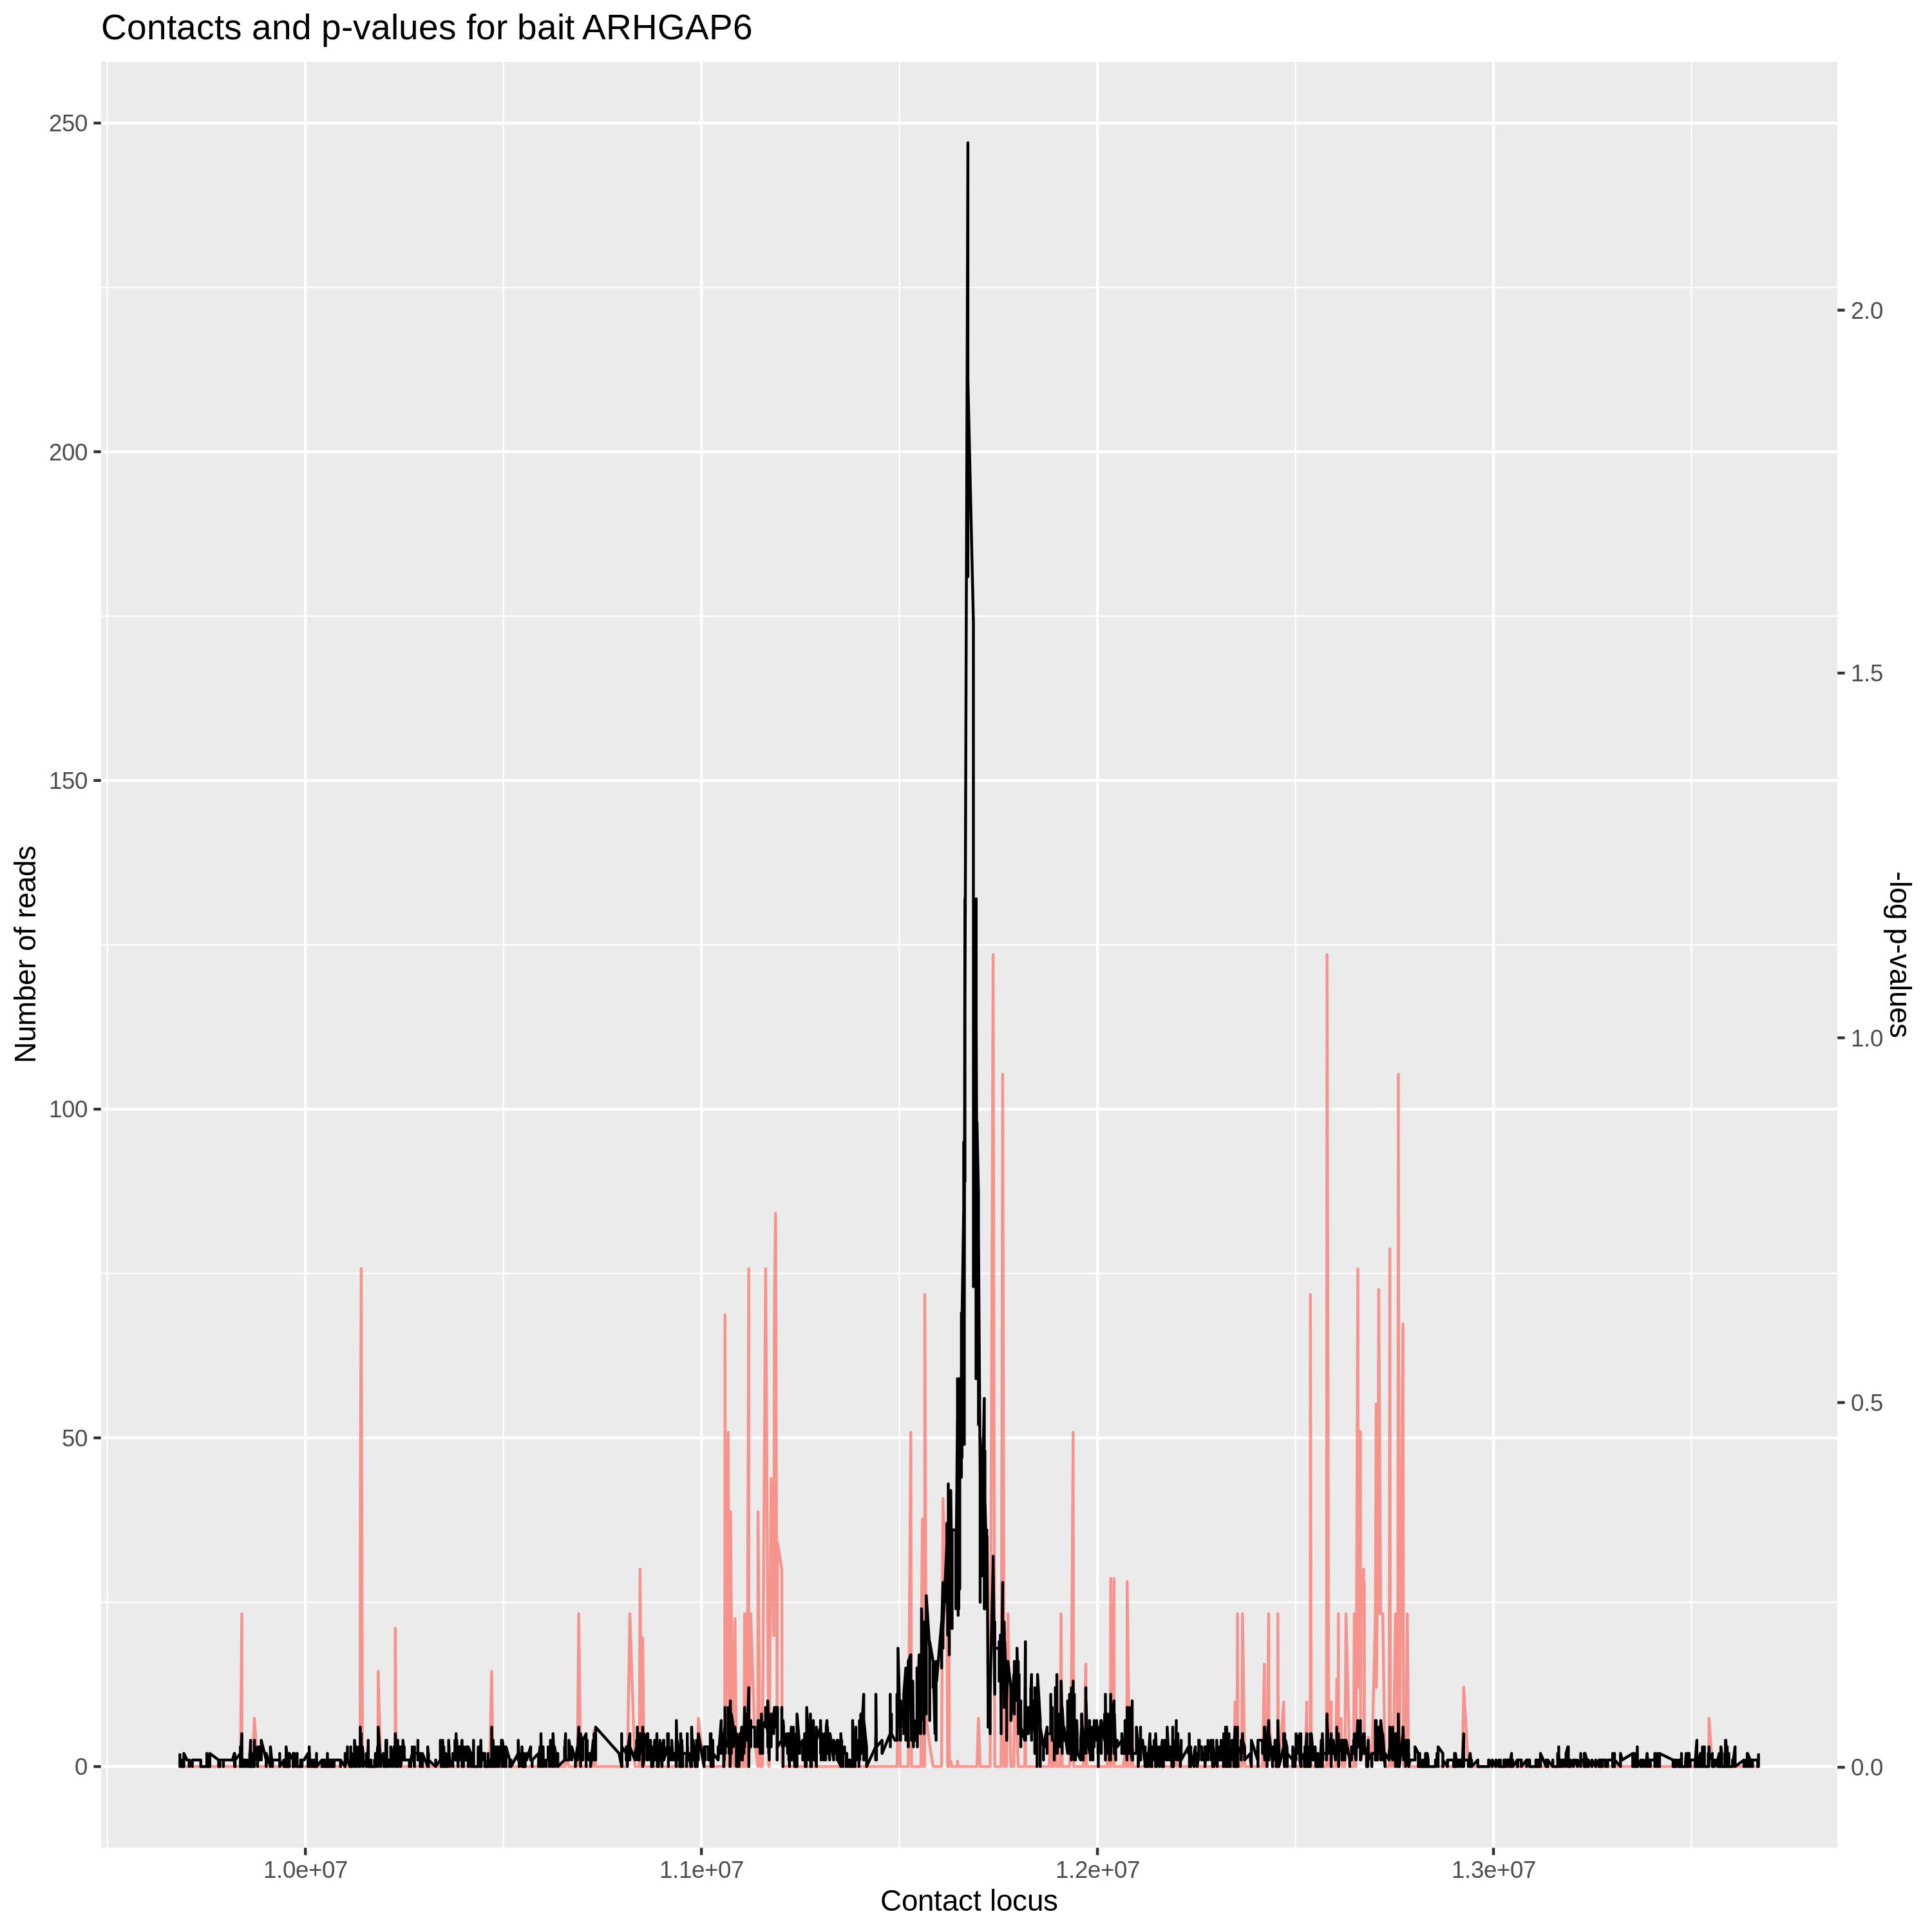 Contacts and p-values for bait ARHGAP6
250
200
150
100
50
0
Number of reads
2.0
1.5
1.0
0.5
0.0
-log p-values
1.0e+07 1.1e+07 1.2e+07 1.3e+07
Contact locus